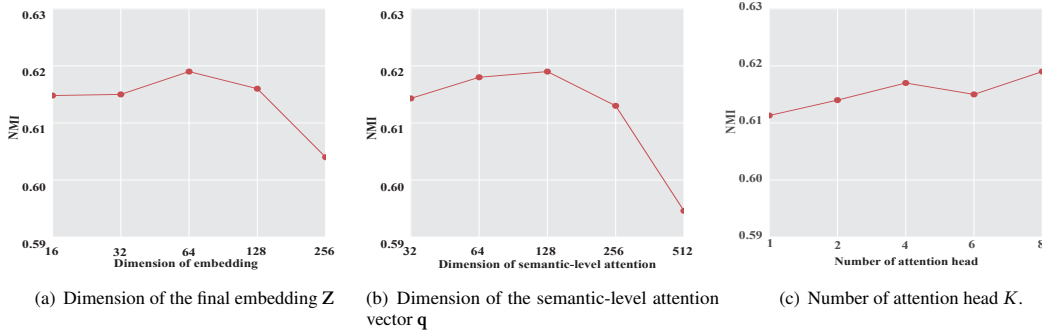 0.63
0.62
0.61
0.60
0.59
NMI
16 32 64 128 256
Dimension of embedding
(a) Dimension of the final embedding Z
0.63
0.62
0.61
0.60
0.59
NMI
32 64 128 256 512
Dimension of semantic-level attention
(b) Dimension of the semantic-level attention
vector q
0.63
0.62
0.61
0.60
0.59
NMI
1 2 4 6 8
Number of attention head
(c) Number of attention head K.